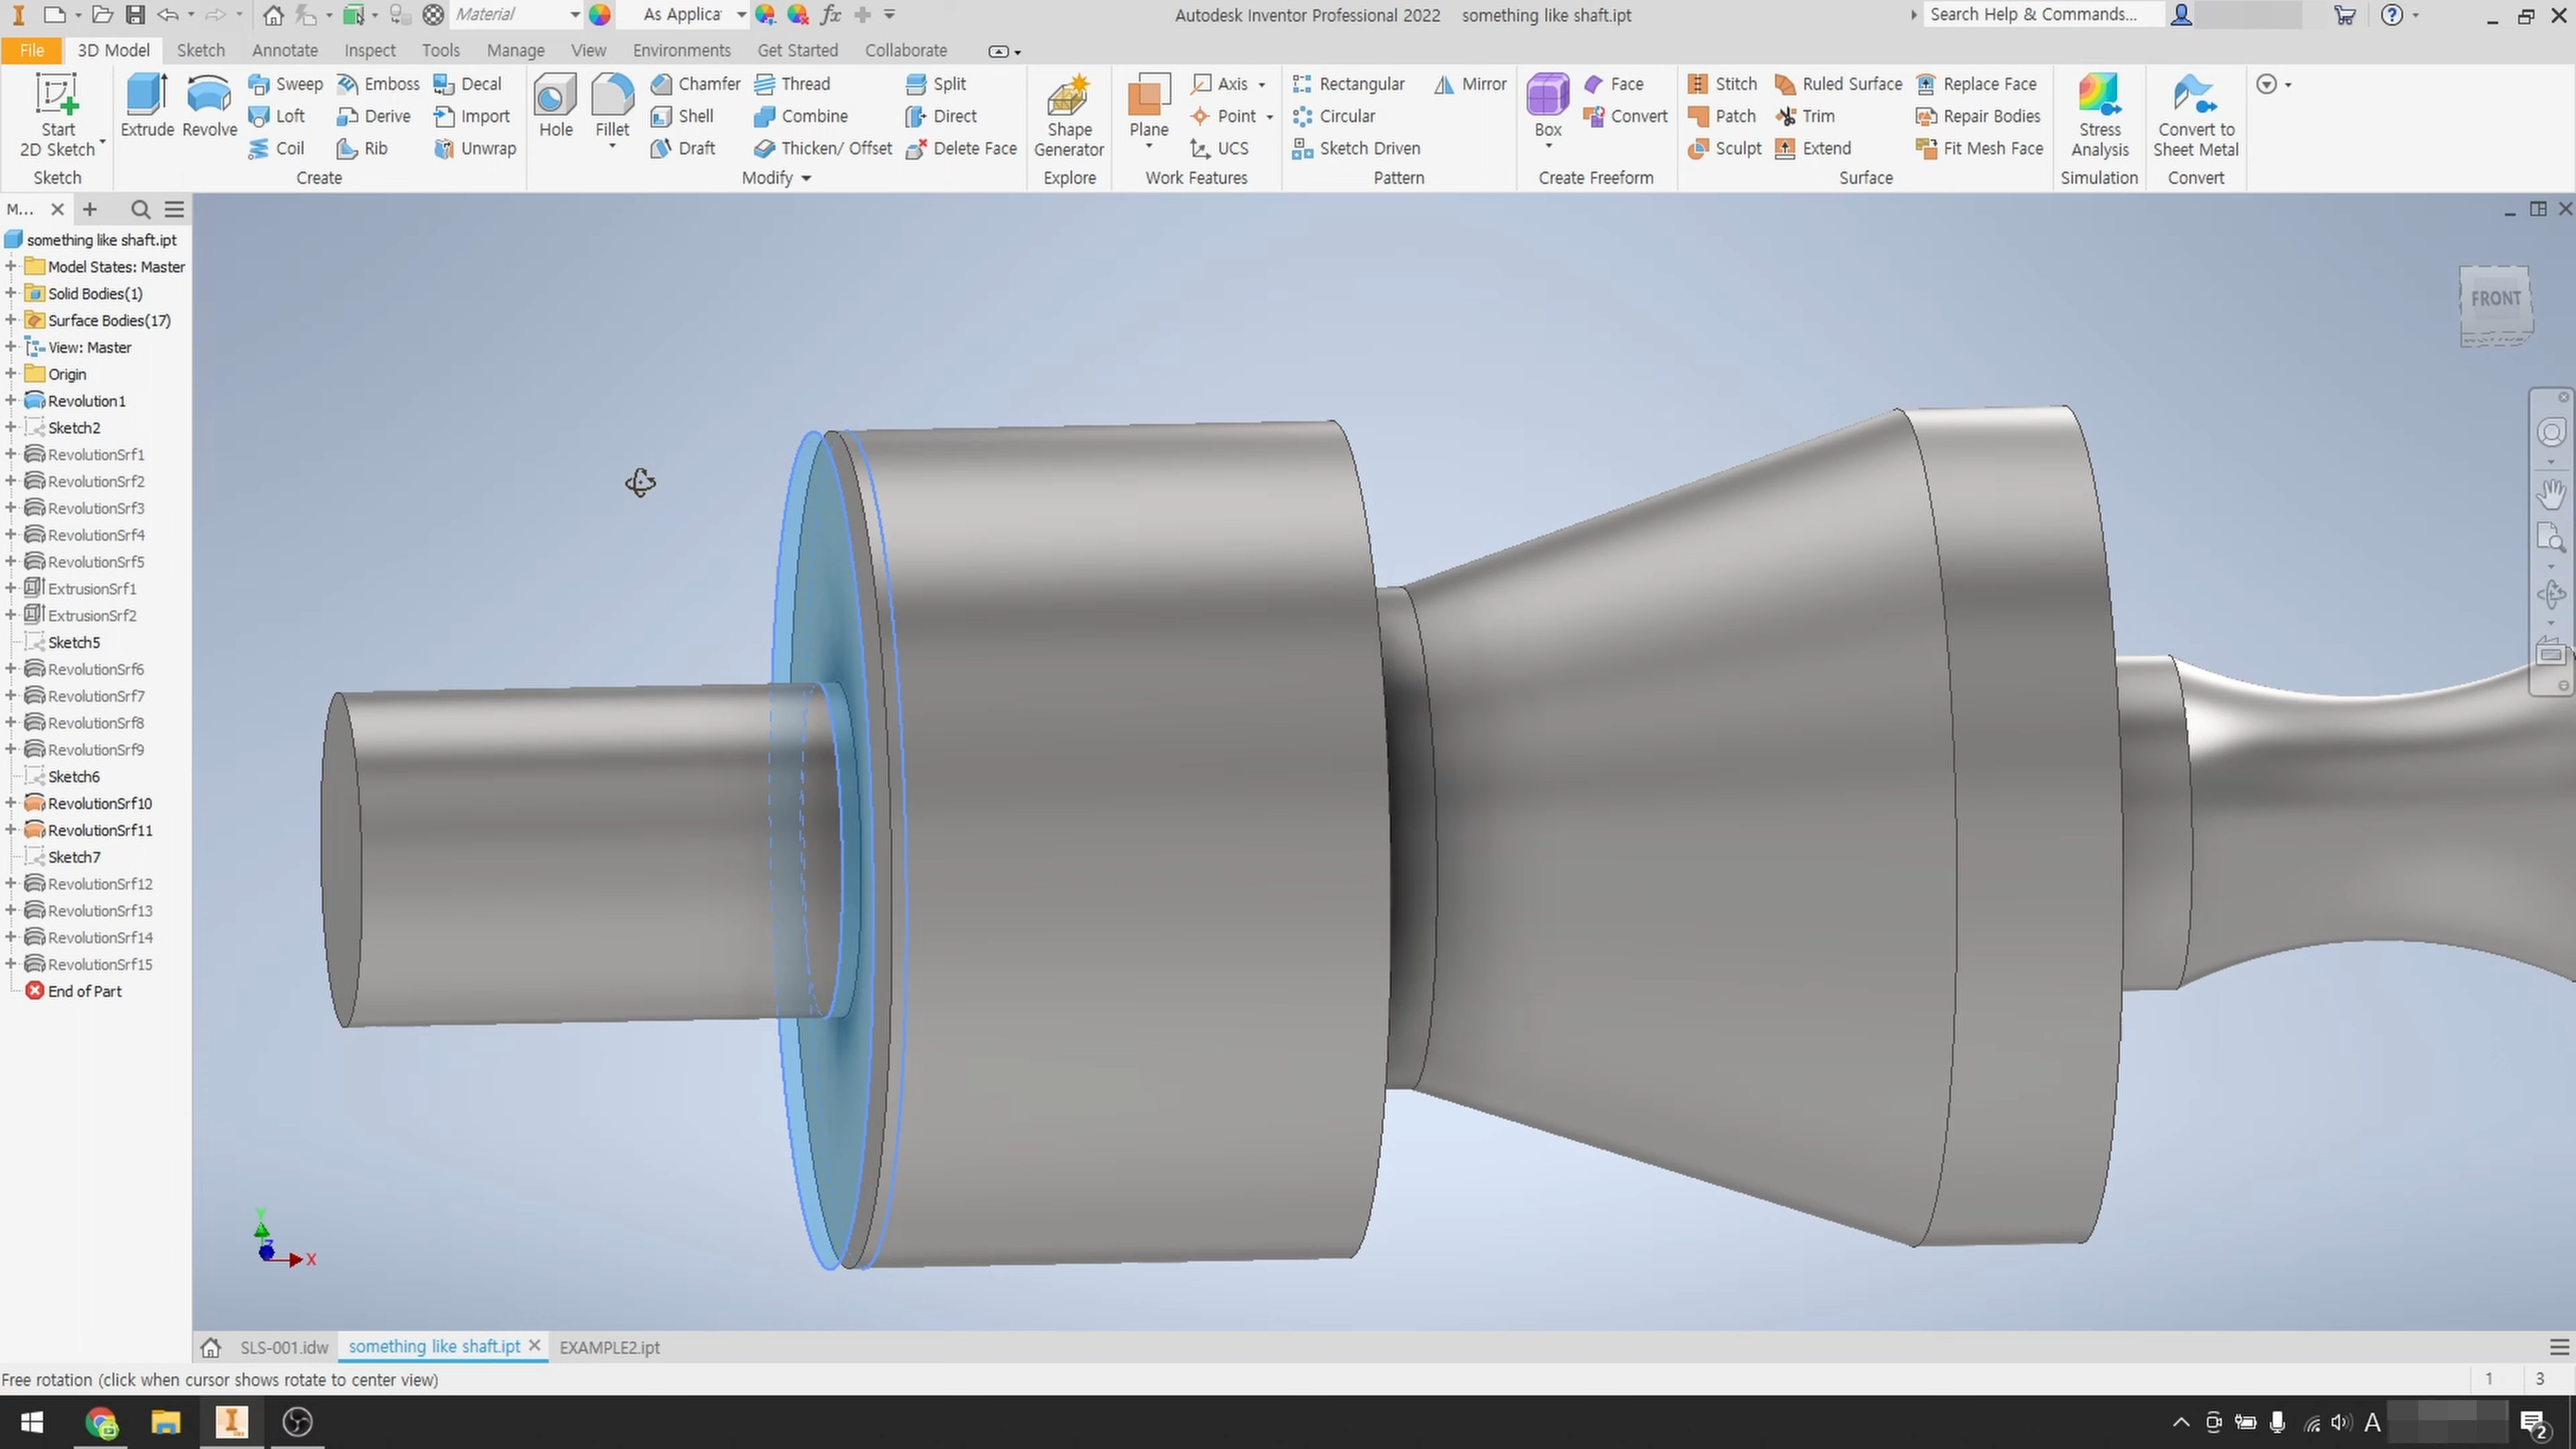 Material
As Applica
fx
Autodesk Inventor Professional 2022 something like shaft.ipt
Search Help & Commands...
File 3D Model Sketch Annotate Inspect Tools Manage View Environments Get Started Collaborate
Start
2D Sketch
Sketch
Extrude
Revolve
Sweep
Loft
Coil
Emboss
Derive
Rib
Decal
Import
Unwrap
Create
Hole
Fillet
Chamfer
Shell
Draft
Thread
Combine
Thicken/ Offset
Split
Direct
Delete Face
Modify
Shape
Generator
Explore
Plane
Axis
Point
UCS
Work Features
Rectangular
Circular
Sketch Driven
Mirror
Pattern
Box
Face
Convert
Create Freeform
Stitch
Patch
Sculpt
Ruled Surface
Trim
Extend
Replace Face
Repair Bodies
Fit Mesh Face
Surface
Stress
Analysis
Simulation
Convert to
Sheet Metal
Convert
M...
something like shaft.ipt
Model States: Master
Solid Bodies(1)
Surface Bodies(17)
View: Master
Origin
Revolution1
Sketch2
RevolutionSrf1
RevolutionSrf2
RevolutionSrf3
RevolutionSrf4
RevolutionSrf5
ExtrusionSrf1
ExtrusionSrf2
Sketch5
RevolutionSrf6
RevolutionSrf7
RevolutionSrf8
RevolutionSrf9
Sketch6
RevolutionSrf10
RevolutionSrf11
Sketch7
RevolutionSrf12
RevolutionSrf13
RevolutionSrf14
RevolutionSrf15
End of Part
FRONT
Y
Z
X
SLS-001.idw something like shaft.ipt EXAMPLE2.ipt
Free rotation (click when cursor shows rotate to center view)
1 3
A
2